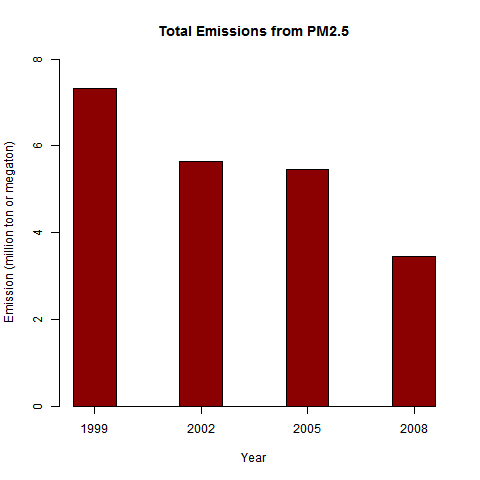 Total Emissions from PM2.5
Emission (million ton or megaton)
8
6
4
2
0
1999 2002 2005 2008
Year